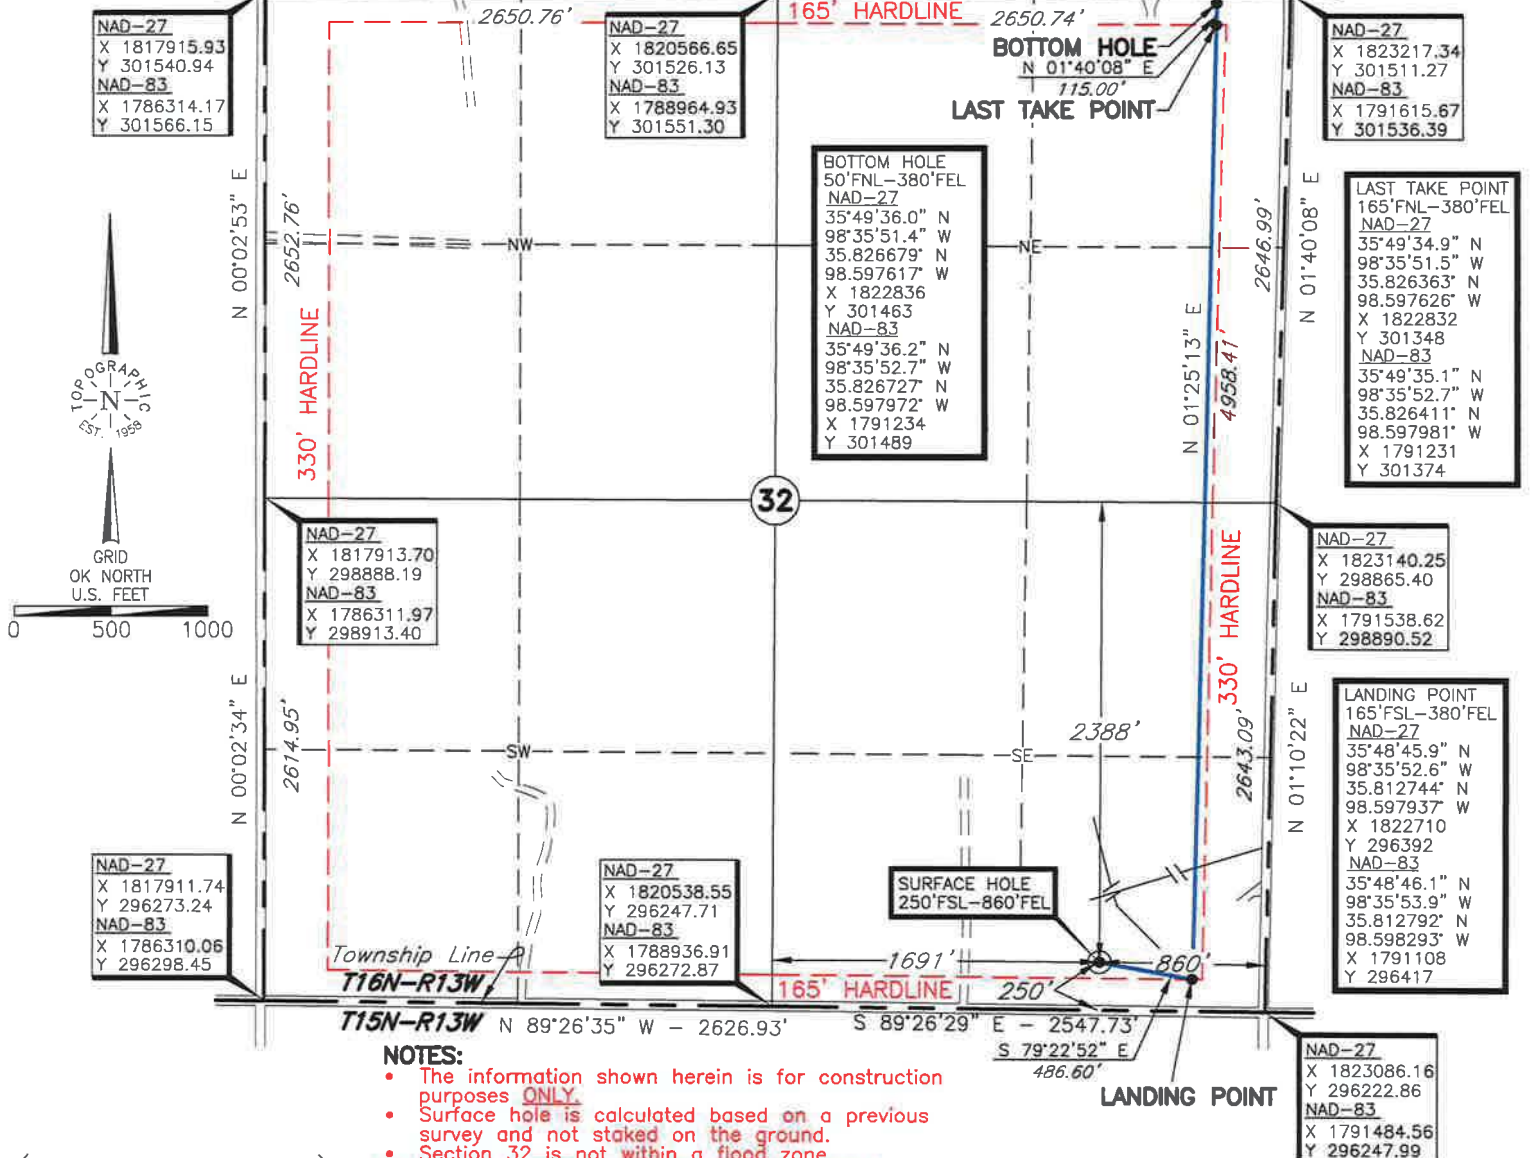 2650.76'
165' HARDLINE
2650.74'
NAD-27
X 1817915.93
Y 301540.94
NAD-83
X 1786314.17
Y 301566.15
NAD-27
X 1820566.65
Y 301526.13
NAD-83
X 1788964.93
Y 301551.30
BOTTOM HOLE
N 01°40'08" E
115.00'
LAST TAKE POINT
NAD-27
X 1823217.34
Y 301511.27
NAD-83
X 1791615.67
Y 301536.39
N 00°02'53" E
2652.76'
NW
BOTTOM HOLE
50'FNL-380'FEL
NAD-27
35°49'36.0" N
98°35'51.4" W
35.826679° N
98.597617° W
X 1822836
Y 301463
NAD-83
35°49'36.2" N
98°35'52.7" W
35.826727° N
98.597972° W
X 1791234
Y 301489
NE
2646.99'
N 01°40'08" E
LAST TAKE POINT
165'FNL-380'FEL
NAD-27
35°49'34.9" N
98°35'51.5" W
35.826363° N
98.597626° W
X 1822832
Y 301348
NAD-83
35°49'35.1" N
98°35'52.7" W
35.826411° N
98.597981° W
X 1791231
Y 301374
TOPOGRAPHIC
N
EST. 1958
330' HARDLINE
N 01°25'13" E
4958.41'
GRID
OK NORTH
U.S. FEET
0 500 1000
32
NAD-27
X 1817913.70
Y 298888.19
NAD-83
X 1786311.97
Y 298913.40
330' HARDLINE
NAD-27
X 1823140.25
Y 298865.40
NAD-83
X 1791538.62
Y 298890.52
N 00°02'34" E
2614.95'
SW
2388'
SE
2643.09'
N 01°10'22" E
LANDING POINT
165'FSL-380'FEL
NAD-27
35°48'45.9" N
98°35'52.6" W
35.812744° N
98.597937° W
X 1822710
Y 296392
NAD-83
35°48'46.1" N
98°35'53.9" W
35.812792° N
98.598293° W
X 1791108
Y 296417
NAD-27
X 1817911.74
Y 296273.24
NAD-83
X 1786310.06
Y 296298.45
Township Line
T16N-R13W
T15N-R13W
NAD-27
X 1820538.55
Y 296247.71
NAD-83
X 1788936.91
Y 296272.87
SURFACE HOLE
250'FSL-860'FEL
1691'
860'
165' HARDLINE
250'
N 89°26'35" W - 2626.93'
S 89°26'29" E - 2547.73'
S 79°22'52" E
486.60'
LANDING POINT
NAD-27
X 1823086.16
Y 296222.86
NAD-83
X 1791484.56
Y 296247.99
NOTES:
• The information shown herein is for construction
purposes ONLY.
• Surface hole is calculated based on a previous
survey and not staked on the ground.
• Section 32 is not within a flood zone